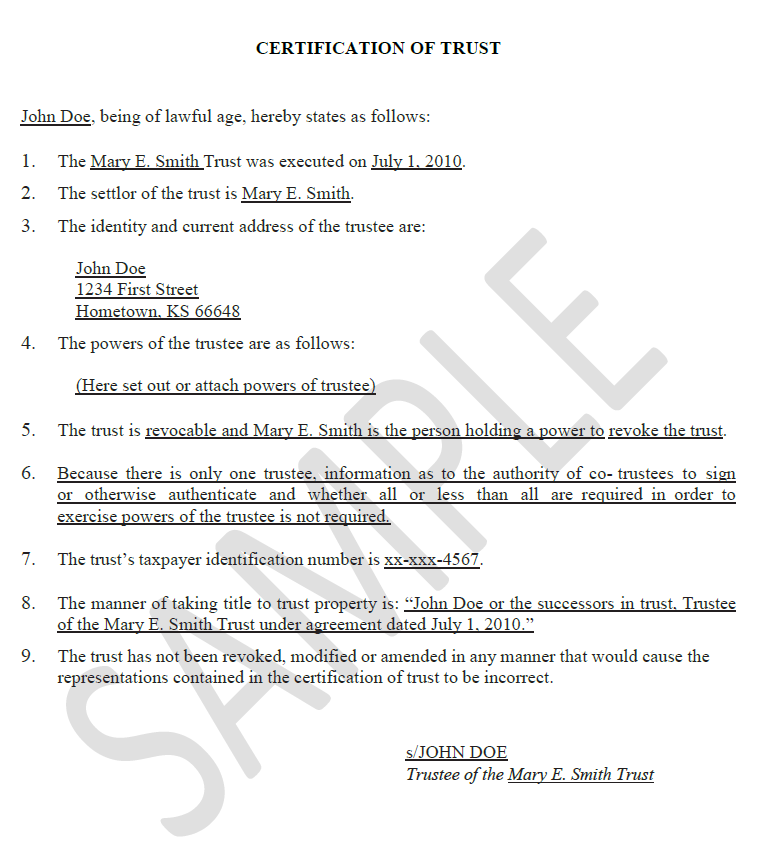 CERTIFICATION OF TRUST
John Doe, being of lawful age, hereby states as follows:
1. The Mary E. Smith Trust was executed on July 1, 2010.
2. The settlor of the trust is Mary E. Smith.
3. The identity and current address of the trustee are:
John Doe
1234 First Street
Hometown, KS 66648
4. The powers of the trustee are as follows:
(Here set out or attach powers of trustee)
5. The trust is revocable and Mary E. Smith is the person holding a power to revoke the trust.
6. Because there is only one trustee, information as to the authority of co- trustees to sign
or otherwise authenticate and whether all or less than all are required in order to
exercise powers of the trustee is not required.
7. The trust's taxpayer identification number is xx-xxx-4567.
8. The manner of taking title to trust property is: “John Doe or the successors in trust, Trustee
of the Mary E. Smith Trust under agreement dated July 1, 2010.”
9. The trust has not been revoked, modified or amended in any manner that would cause the
representations contained in the certification of trust to be incorrect.
s/JOHN DOE
Trustee of the Mary E. Smith Trust
SAMPLE